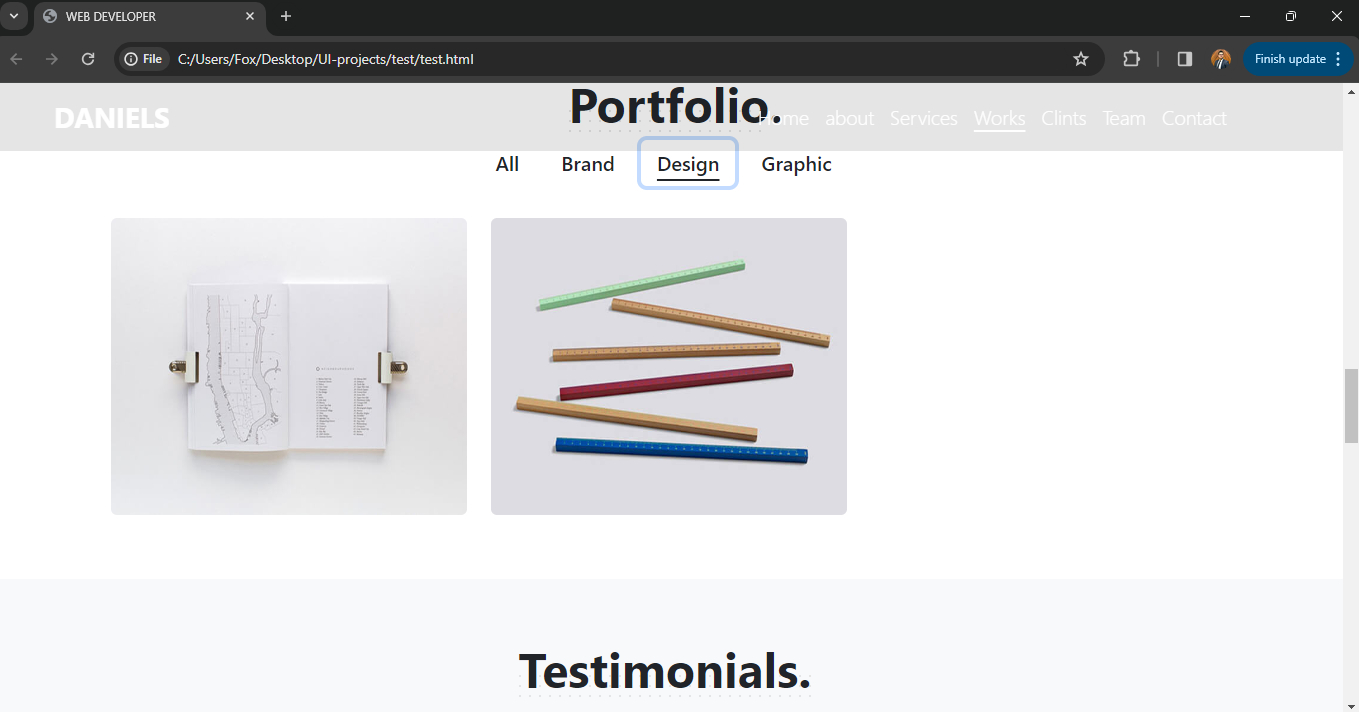 WEB DEVELOPER
File C:/Users/Fox/Desktop/UI-projects/test/test.html
Finish update
Portfolio.
DANIELS
Home about Services Works Clints Team Contact
All Brand Design Graphic
Testimonials.